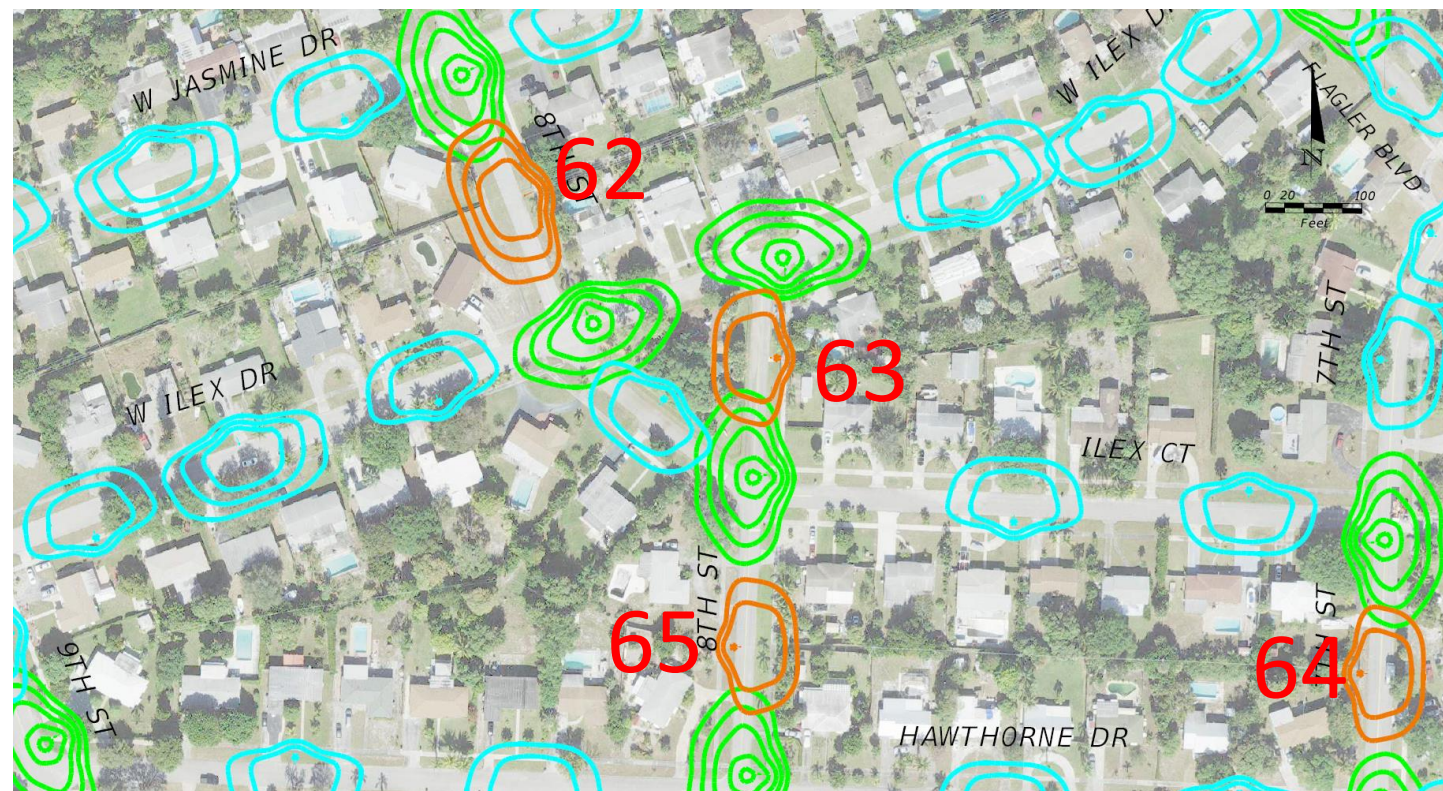 W JASMINE DR
W ILEX DR
FLAGLER BLVD
8TH ST
62
N
0 20 100
Feet
7TH ST
63
W ILEX DR
ILEX CT
8TH ST
65
ST
64
9TH ST
HAWTHORNE DR